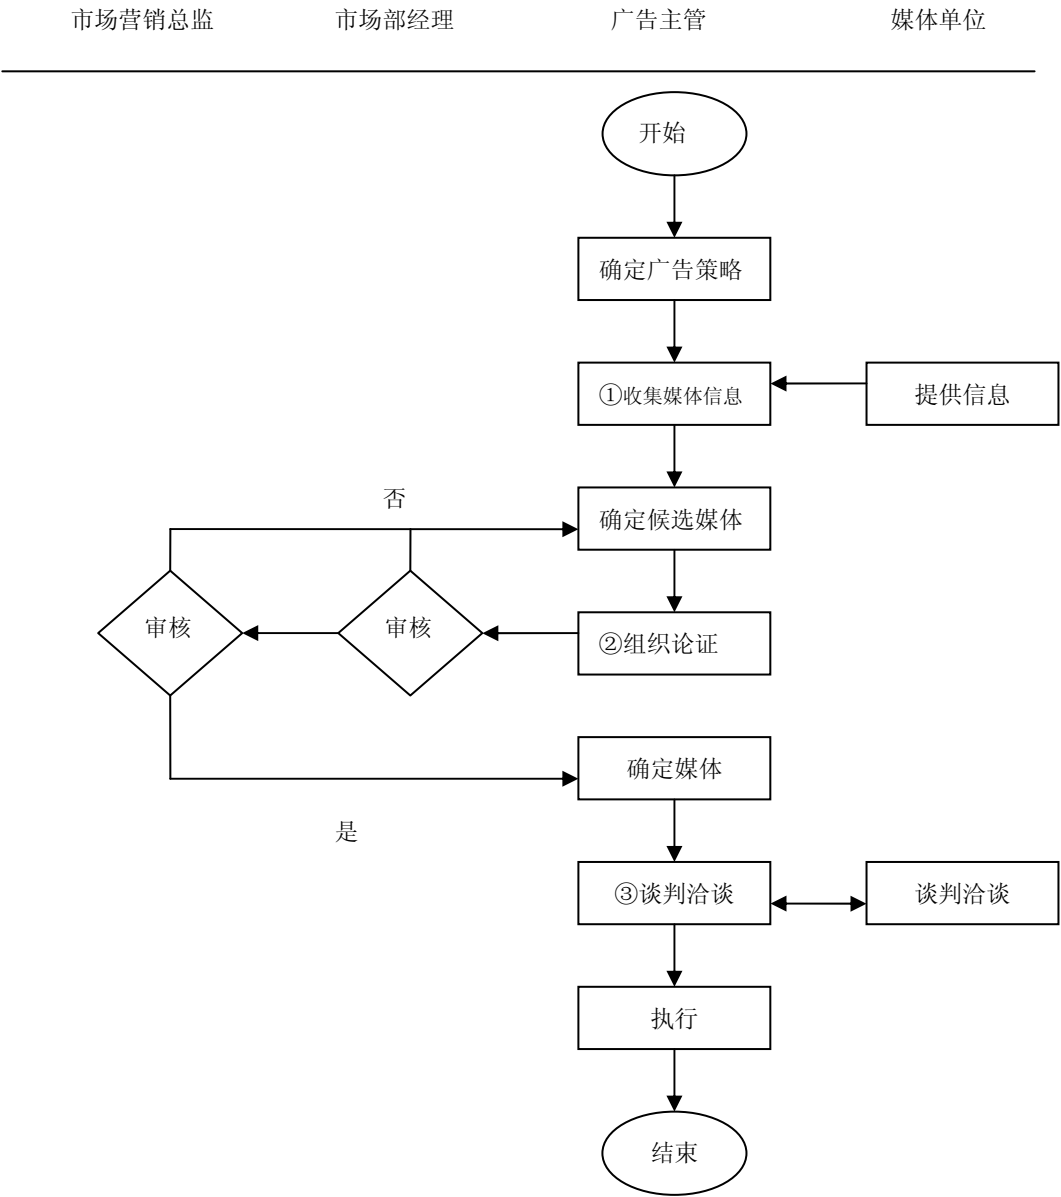 市场营销总监 市场部经理 广告主管 媒体单位
开始
确定广告策略
①收集媒体信息 提供信息
否
确定候选媒体
审核 审核 ②组织论证
确定媒体
是
③谈判洽谈 谈判洽谈
执行
结束